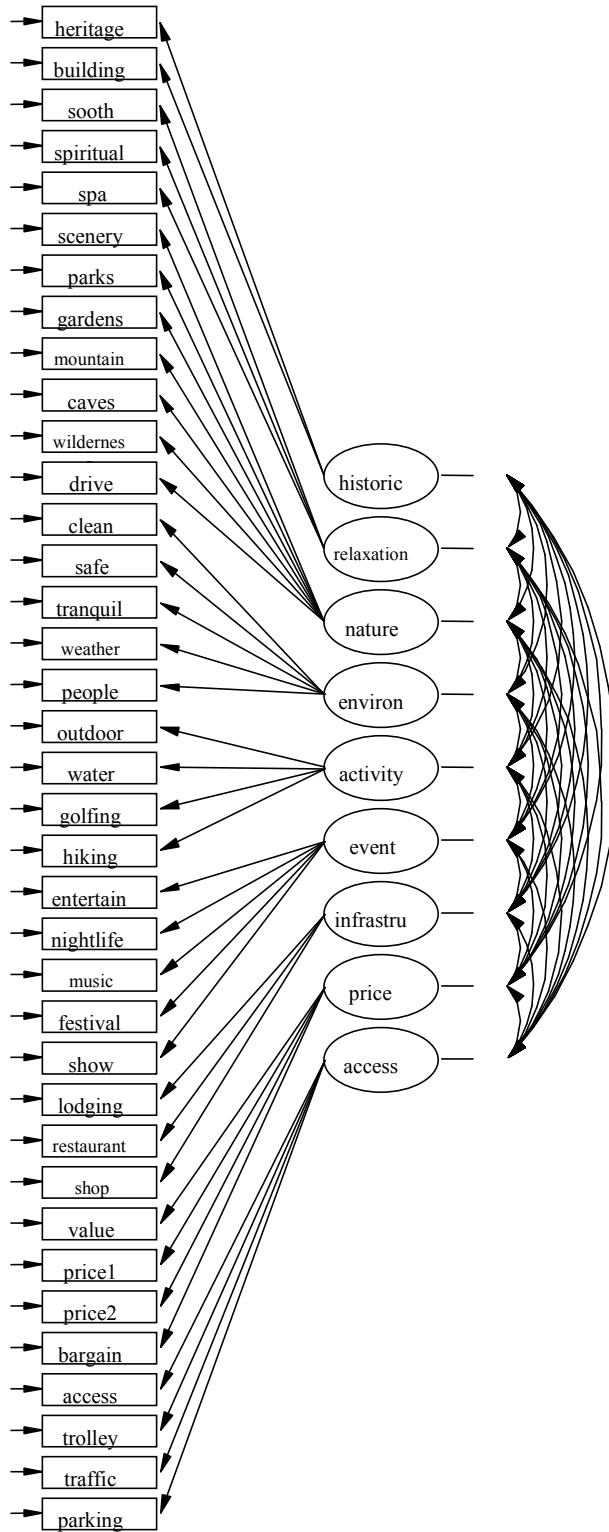 heritage
building
sooth
spiritual
spa
scenery
parks
gardens
mountain
caves
wildernes
drive
clean
safe
tranquil
weather
people
outdoor
water
golfing
hiking
entertain
nightlife
music
festival
show
lodging
restaurant
shop
value
price1
price2
bargain
access
trolley
traffic
parking
historic
relaxation
nature
environ
activity
event
infrastru
price
access